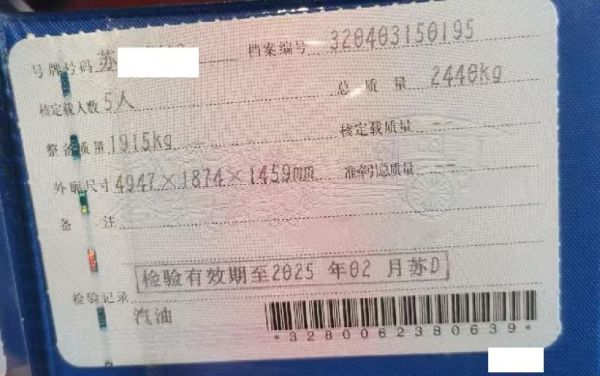 号牌号码 苏 档案编号 320403150195
核定载人数 5人 总质量 2440kg
整备质量 1915kg 核定载质量 --
外廓尺寸 4947×1874×1459mm 准牵引总质量 --
备注
检验有效期至2025年02月苏D
检验记录
汽油
*3280062380639*